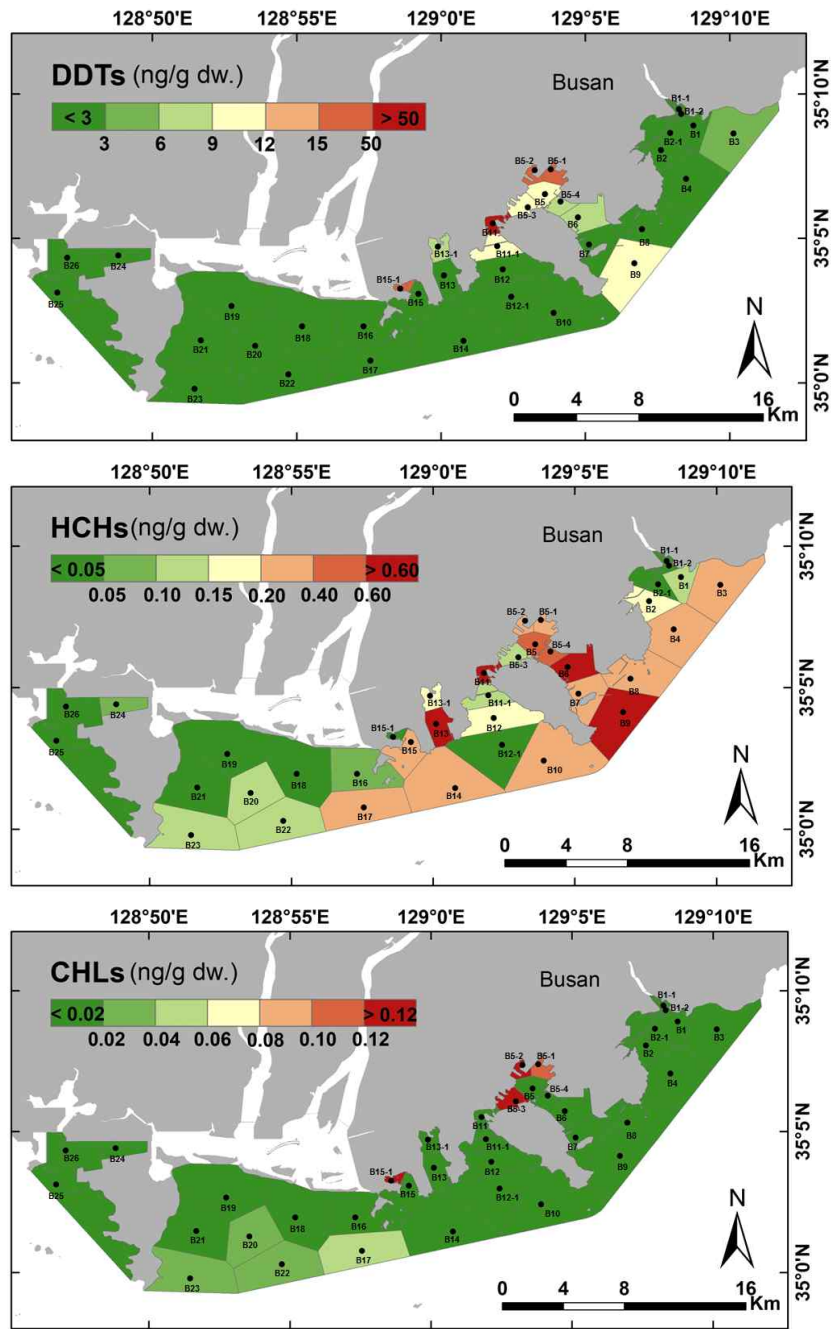 128°50'E 128°55'E 129°0'E 129°5'E 129°10'E
DDTs (ng/g dw.)
Busan
< 3 > 50
3 6 9 12 15 50
35°10'N
35°5'N
35°0'N
B1-1
B1-2
B1
B2-1
B3
B2
B4
B5-2 B5-1
B5 B5-4
B5-3
B6
B11
B7
B8
B11-1
B13-1
B9
B26 B24
B12
B15-1
B13
B25
B15
B12-1
B19
B10
B18 B16
B21 B20
B14
B17
B22
B23
N
0 4 8 16
Km
128°50'E 128°55'E 129°0'E 129°5'E 129°10'E
HCHs (ng/g dw.)
Busan
< 0.05 > 0.60
0.05 0.10 0.15 0.20 0.40 0.60
35°10'N
35°5'N
35°0'N
B1-1
B1-2
B1
B2-1
B3
B2
B4
B5-2 B5-1
B5 B5-4
B5-3
B6
B11
B7
B8
B11-1
B13-1
B9
B26 B24
B12
B15-1
B13
B25
B15
B12-1
B19
B10
B18 B16
B21 B20
B14
B17
B22
B23
N
0 4 8 16
Km
128°50'E 128°55'E 129°0'E 129°5'E 129°10'E
CHLs (ng/g dw.)
Busan
< 0.02 > 0.12
0.02 0.04 0.06 0.08 0.10 0.12
35°10'N
35°5'N
35°0'N
B1-1
B1-2
B1
B2-1
B3
B2
B4
B5-2 B5-1
B5 B5-4
B5-3
B6
B11
B7
B8
B11-1
B13-1
B9
B26 B24
B12
B15-1
B13
B25
B15
B12-1
B19
B10
B18 B16
B21 B20
B14
B17
B22
B23
N
0 4 8 16
Km